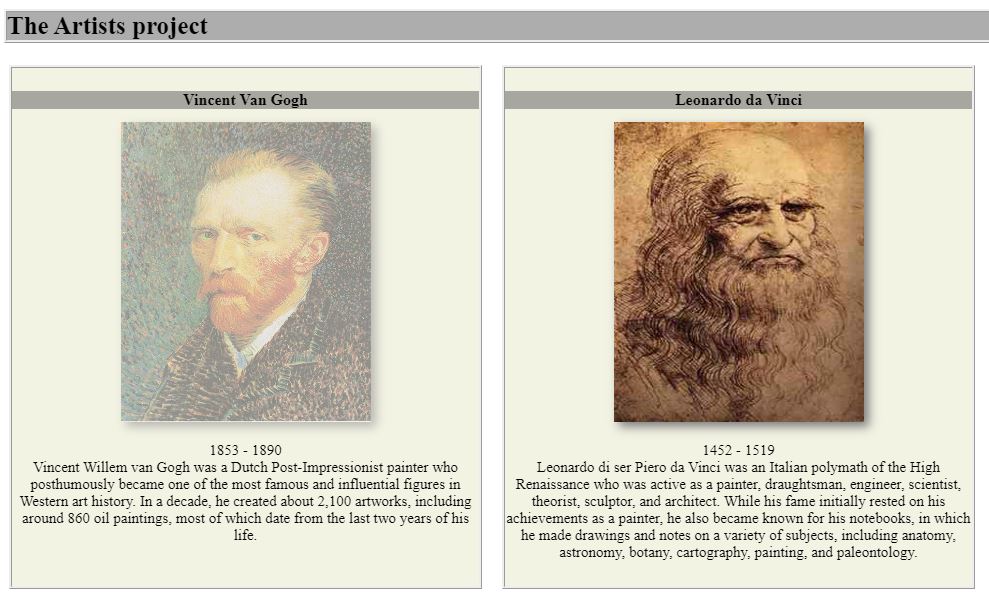 The Artists project
Vincent Van Gogh
1853 - 1890
Vincent Willem van Gogh was a Dutch Post-Impressionist painter who
posthumously became one of the most famous and influential figures in
Western art history. In a decade, he created about 2,100 artworks, including
around 860 oil paintings, most of which date from the last two years of his
life.
Leonardo da Vinci
1452 - 1519
Leonardo di ser Piero da Vinci was an Italian polymath of the High
Renaissance who was active as a painter, draughtsman, engineer, scientist,
theorist, sculptor, and architect. While his fame initially rested on his
achievements as a painter, he also became known for his notebooks, in which
he made drawings and notes on a variety of subjects, including anatomy,
astronomy, botany, cartography, painting, and paleontology.